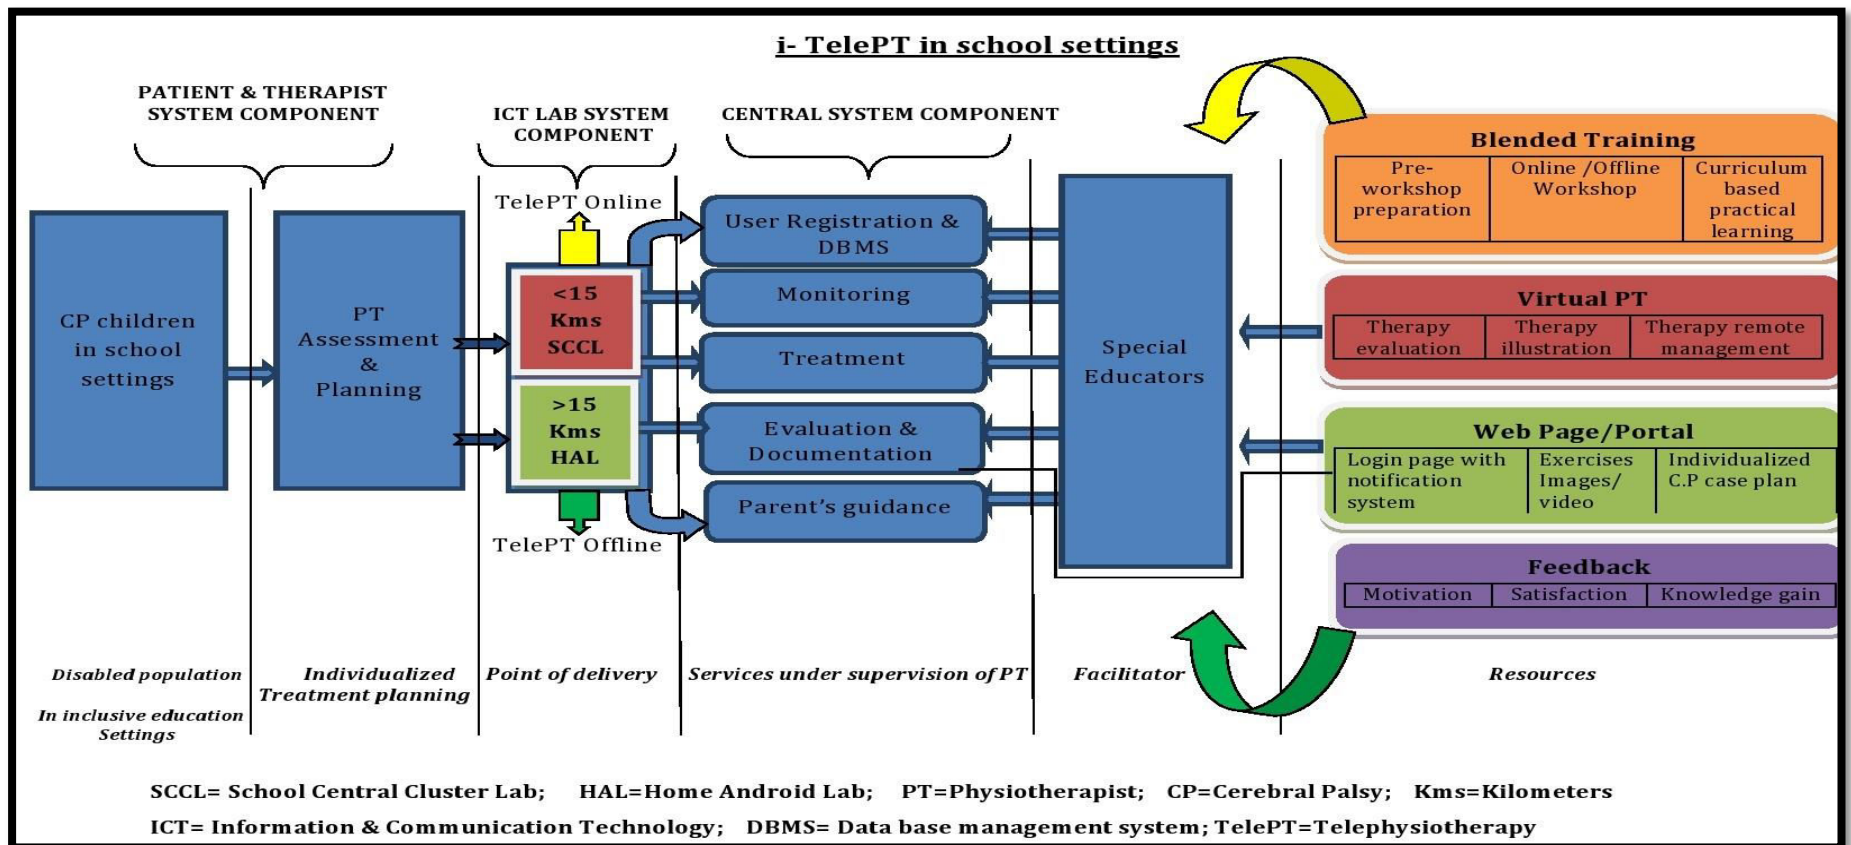 i- TelePT in school settings
PATIENT & THERAPIST
SYSTEM COMPONENT
ICT LAB SYSTEM
COMPONENT
CENTRAL SYSTEM COMPONENT
CP children
in school
settings
PT
Assessment
&
Planning
TelePT Online
<15
Kms
SCCL
>15
Kms
HAL
TelePT Offline
User Registration &
DBMS
Monitoring
Treatment
Evaluation &
Documentation
Parent's guidance
Special
Educators
Blended Training
Pre-
workshop
preparation
Online /Offline
Workshop
Curriculum
based
practical
learning
Virtual PT
Therapy
evaluation
Therapy
illustration
Therapy remote
management
Web Page/Portal
Login page with
notification
system
Exercises
Images/
video
Individualized
C.P case plan
Feedback
Motivation
Satisfaction
Knowledge gain
Disabled population
In inclusive education
Settings
Individualized
Treatment planning
Point of delivery
Services under supervision of PT
Facilitator
Resources
SCCL= School Central Cluster Lab; HAL=Home Android Lab; PT=Physiotherapist; CP=Cerebral Palsy; Kms=Kilometers
ICT= Information & Communication Technology; DBMS= Data base management system; TelePT=Telephysiotherapy